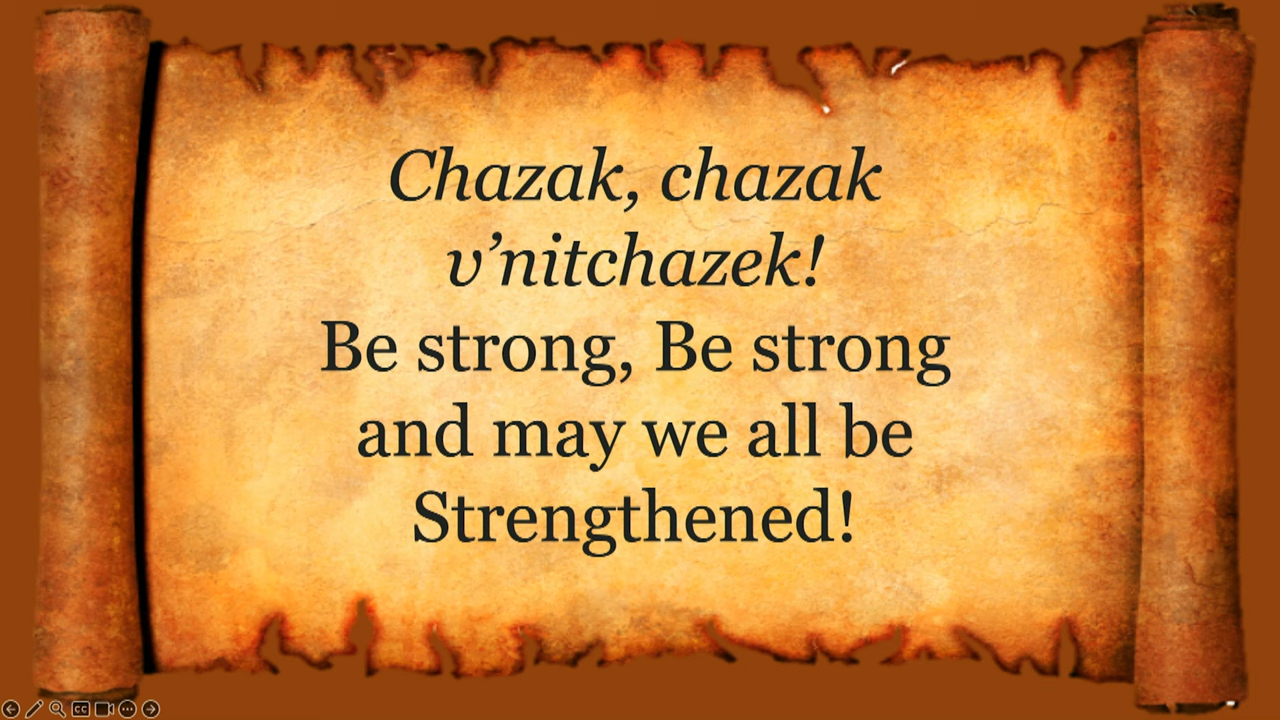 Chazak, chazak
v’nitchazek!
Be strong, Be strong
and may we all be
Strengthened!